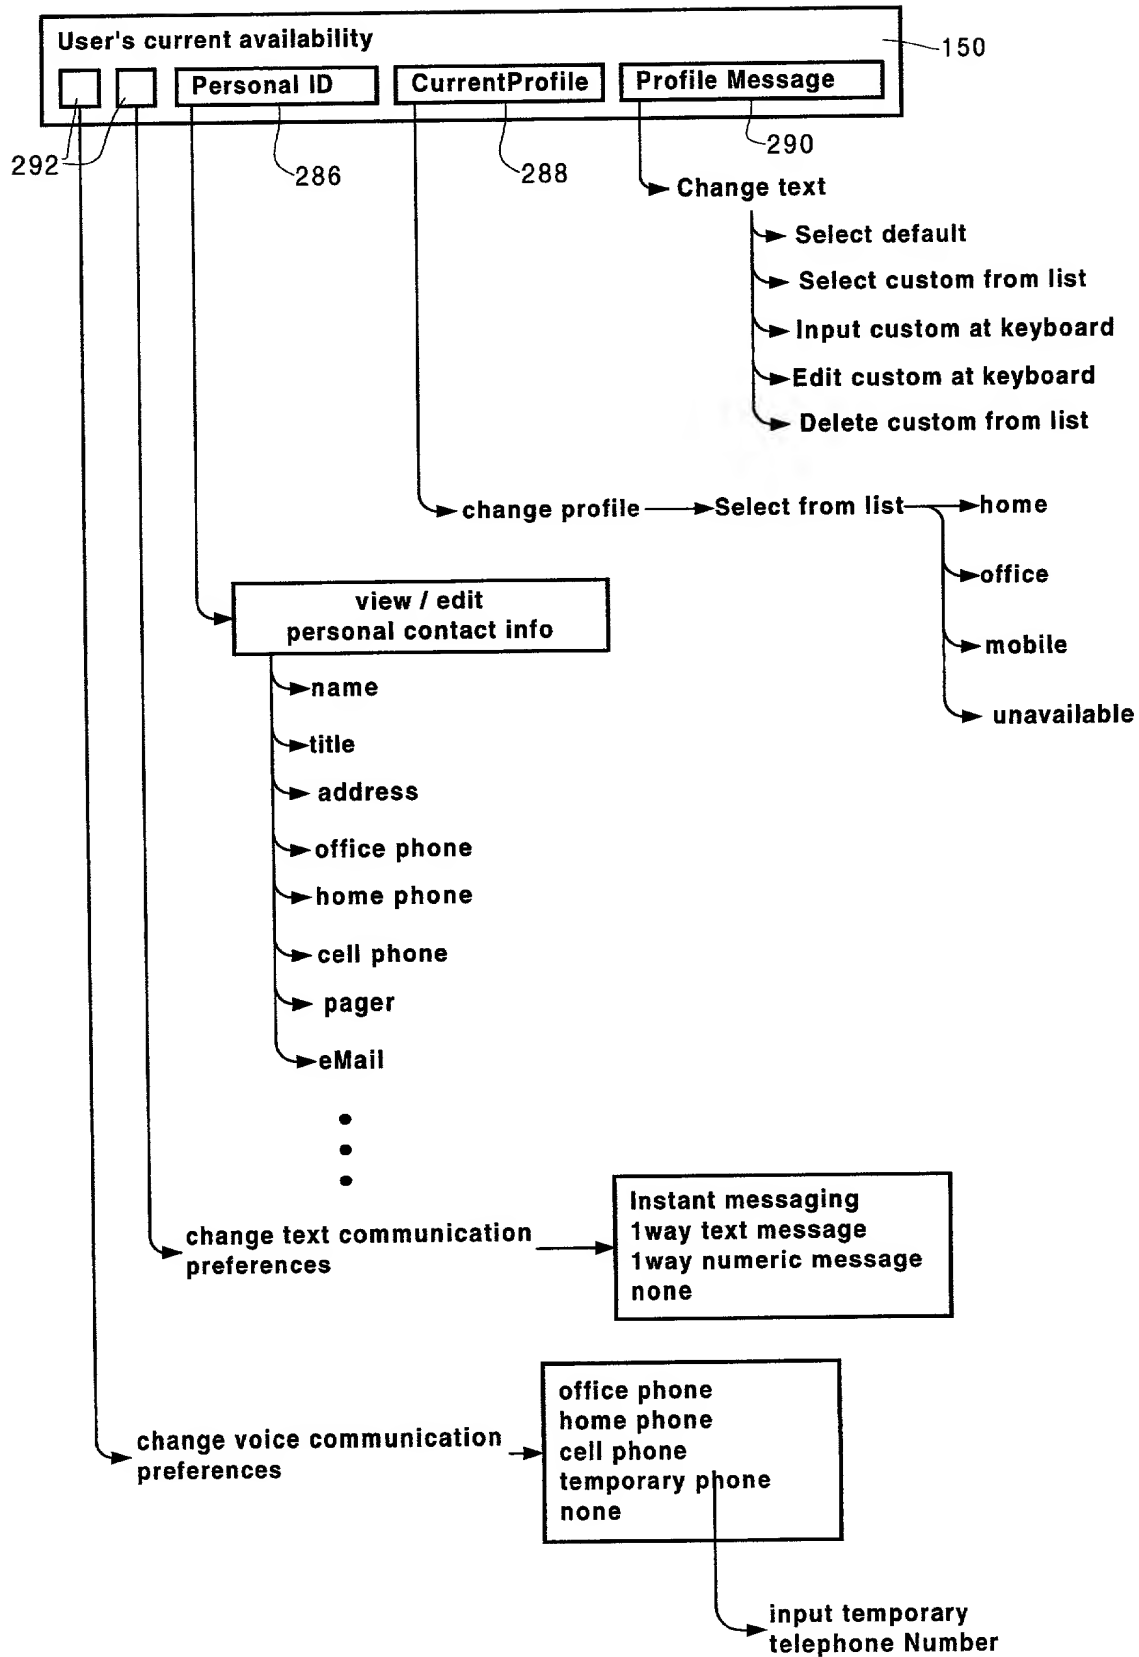 User's current availability
150
Personal ID
CurrentProfile
Profile Message
292
286
288
290
Change text
Select default
Select custom from list
Input custom at keyboard
Edit custom at keyboard
Delete custom from list
change profile
Select from list
home
office
mobile
unavailable
view / edit
personal contact info
name
title
address
office phone
home phone
cell phone
pager
eMail
change text communication
preferences
Instant messaging
1way text message
1way numeric message
none
change voice communication
preferences
office phone
home phone
cell phone
temporary phone
none
input temporary
telephone Number